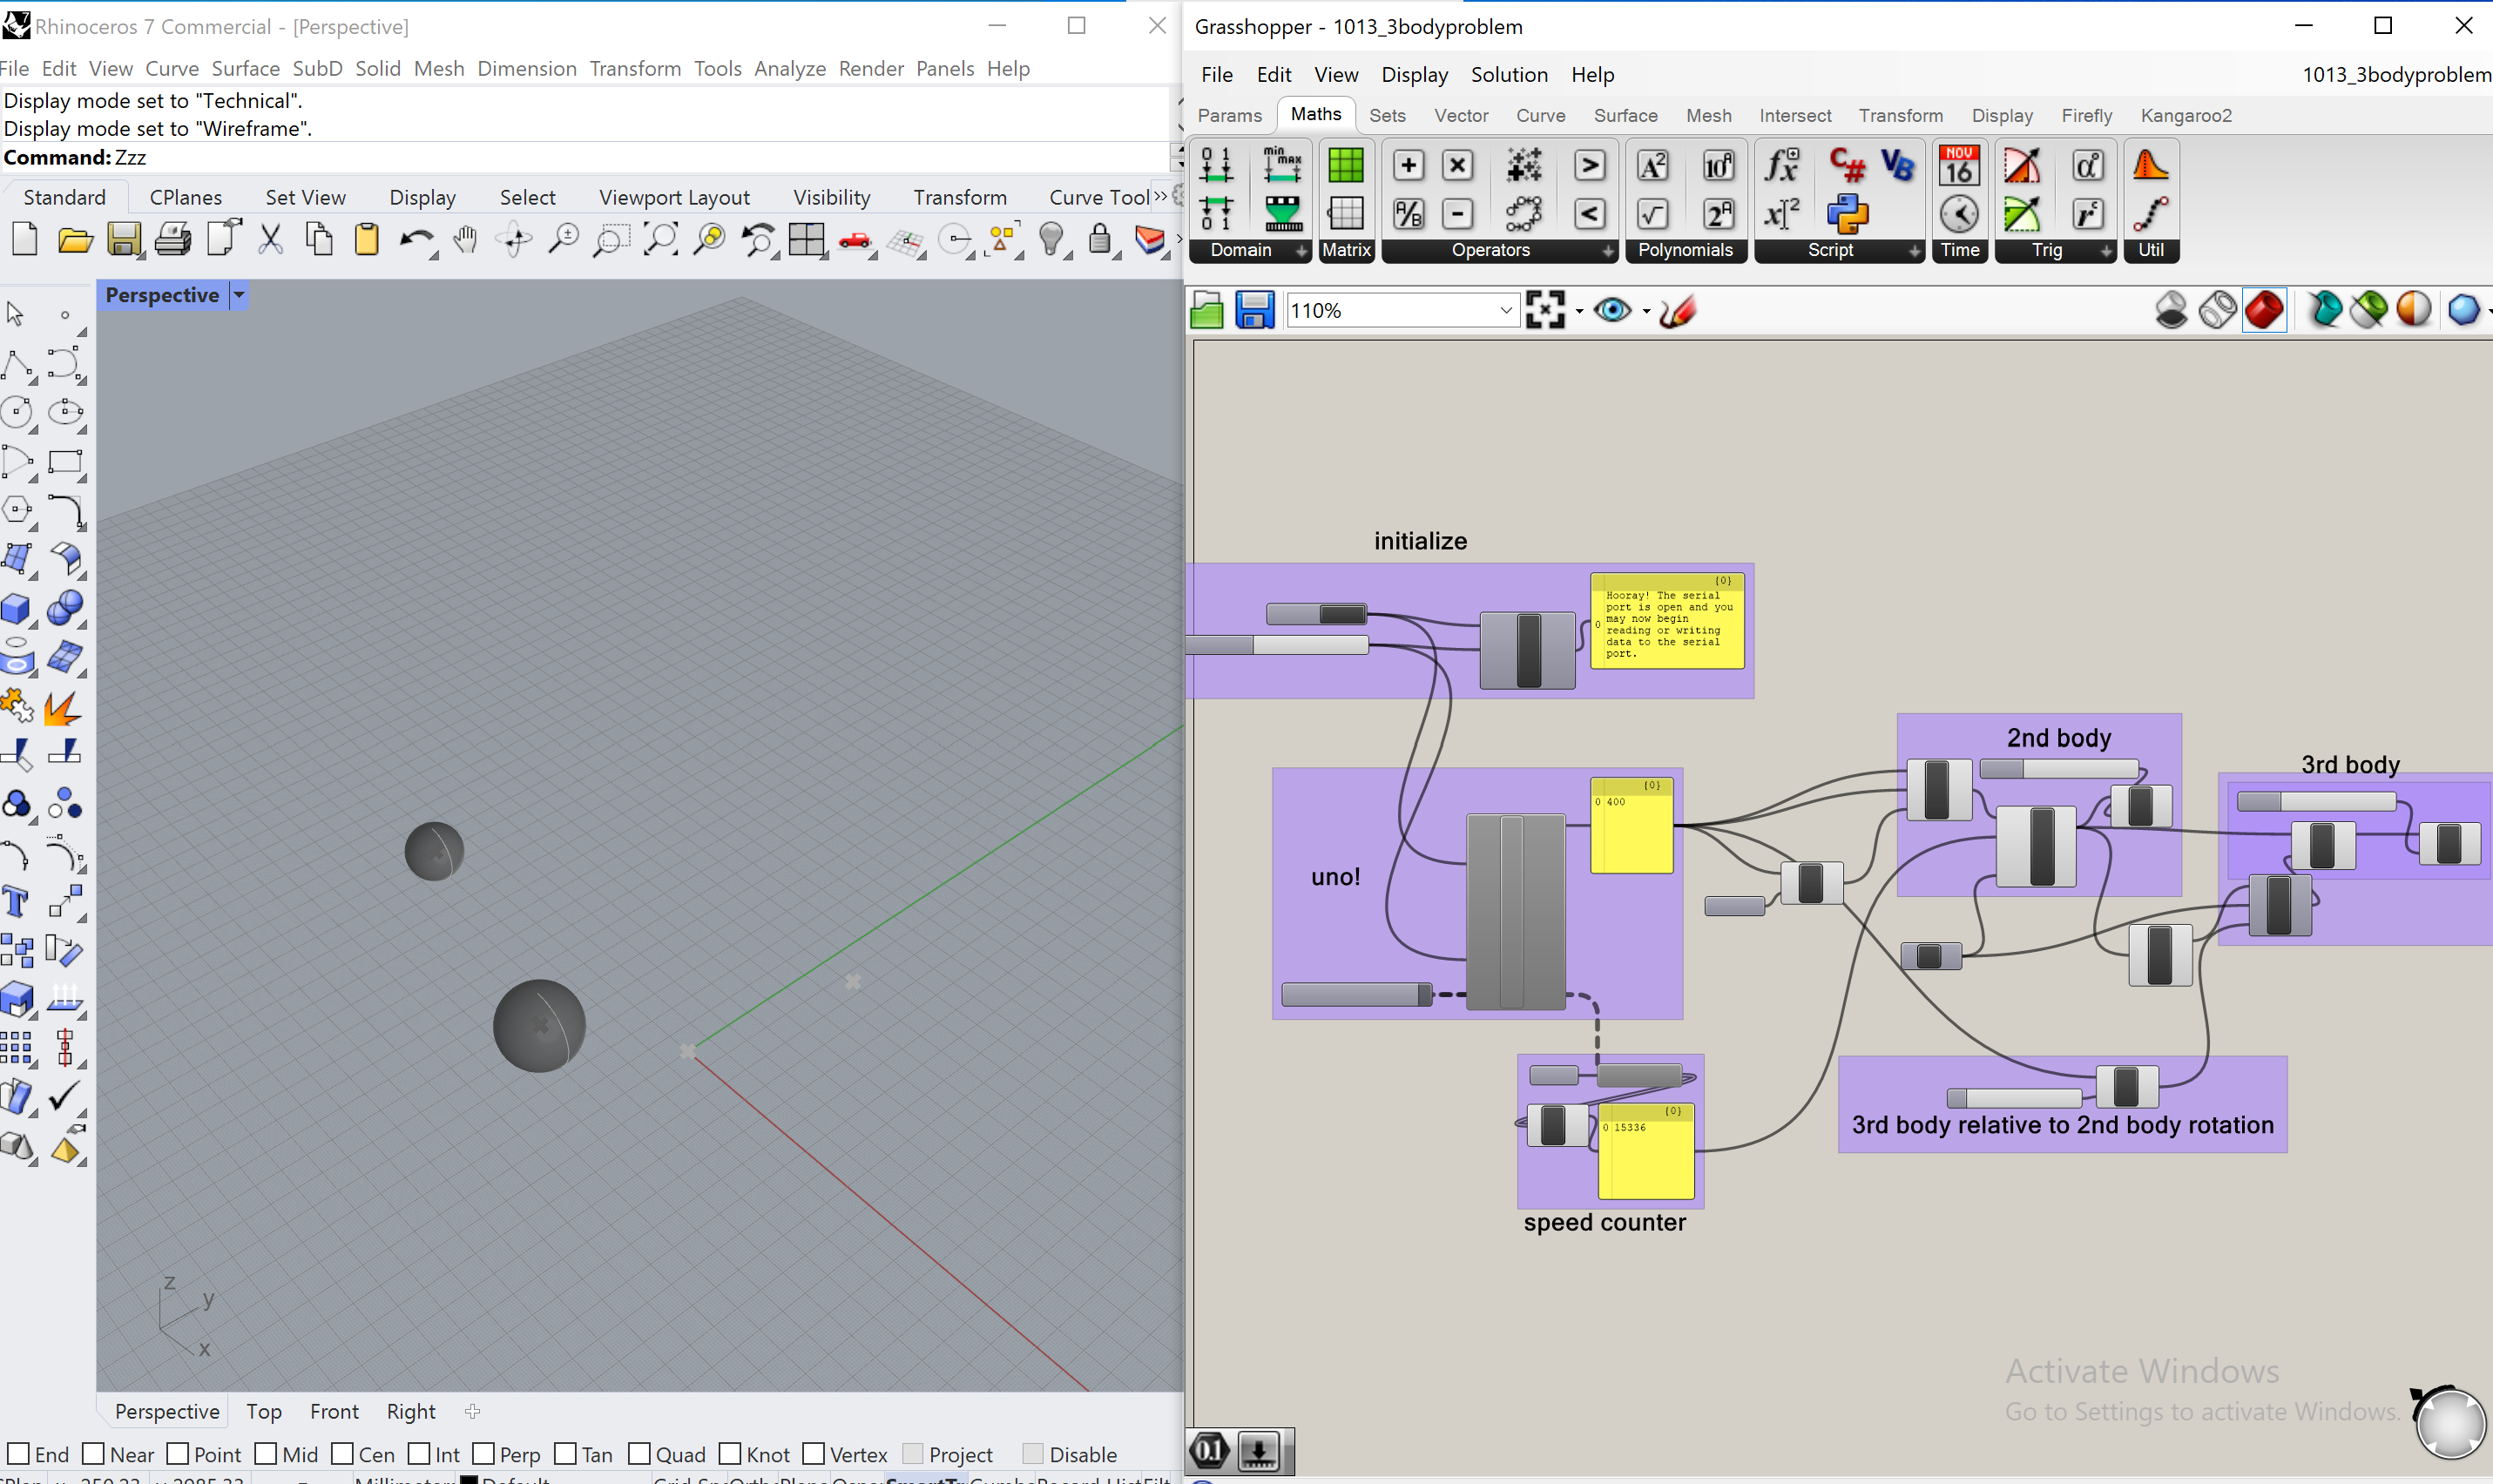 Rhinoceros 7 Commercial - [Perspective]
File Edit View Curve Surface SubD Solid Mesh Dimension Transform Tools Analyze Render Panels Help
Display mode set to "Technical".
Display mode set to "Wireframe".
Command: Zzz
Standard CPlanes Set View Display Select Viewport Layout Visibility Transform Curve Tool
Perspective
z
y
x
Perspective Top Front Right
End Near Point Mid Cen Int Perp Tan Quad Knot Vertex Project Disable
Grasshopper - 1013_3bodyproblem
File Edit View Display Solution Help 1013_3bodyproblem
Params Maths Sets Vector Curve Surface Mesh Intersect Transform Display Firefly Kangaroo2
Domain Matrix Operators Polynomials Script Time Trig Util
110%
initialize
{0}
Hooray! The serial
port is open and you
may now begin
0 reading or writing
data to the serial
port.
uno!
{0}
0 400
2nd body
3rd body
{0}
0 15336
speed counter
3rd body relative to 2nd body rotation
Activate Windows
Go to Settings to activate Windows.